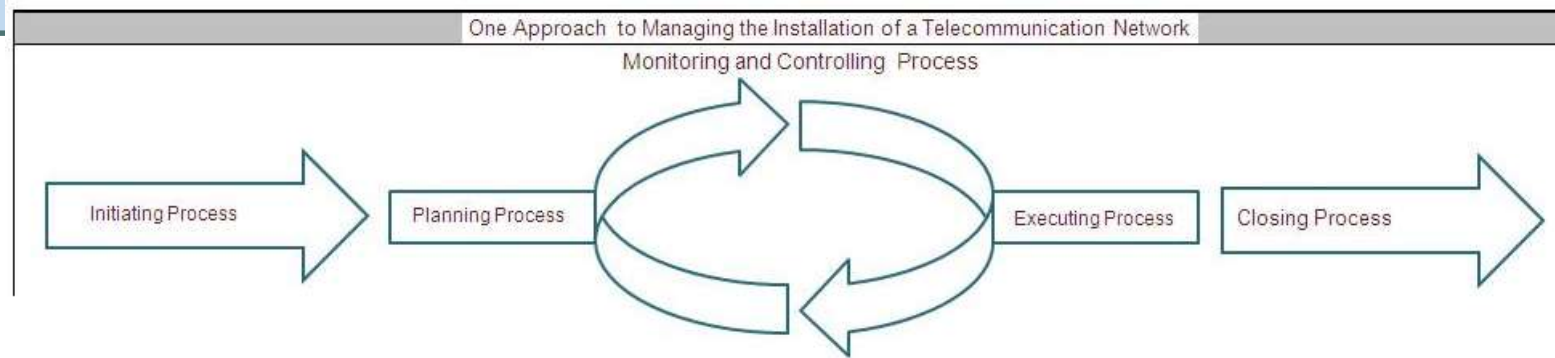 One Approach to Managing the Installation of a Telecommunication Network
Monitoring and Controlling Process
Initiating Process
Planning Process
Executing Process
Closing Process